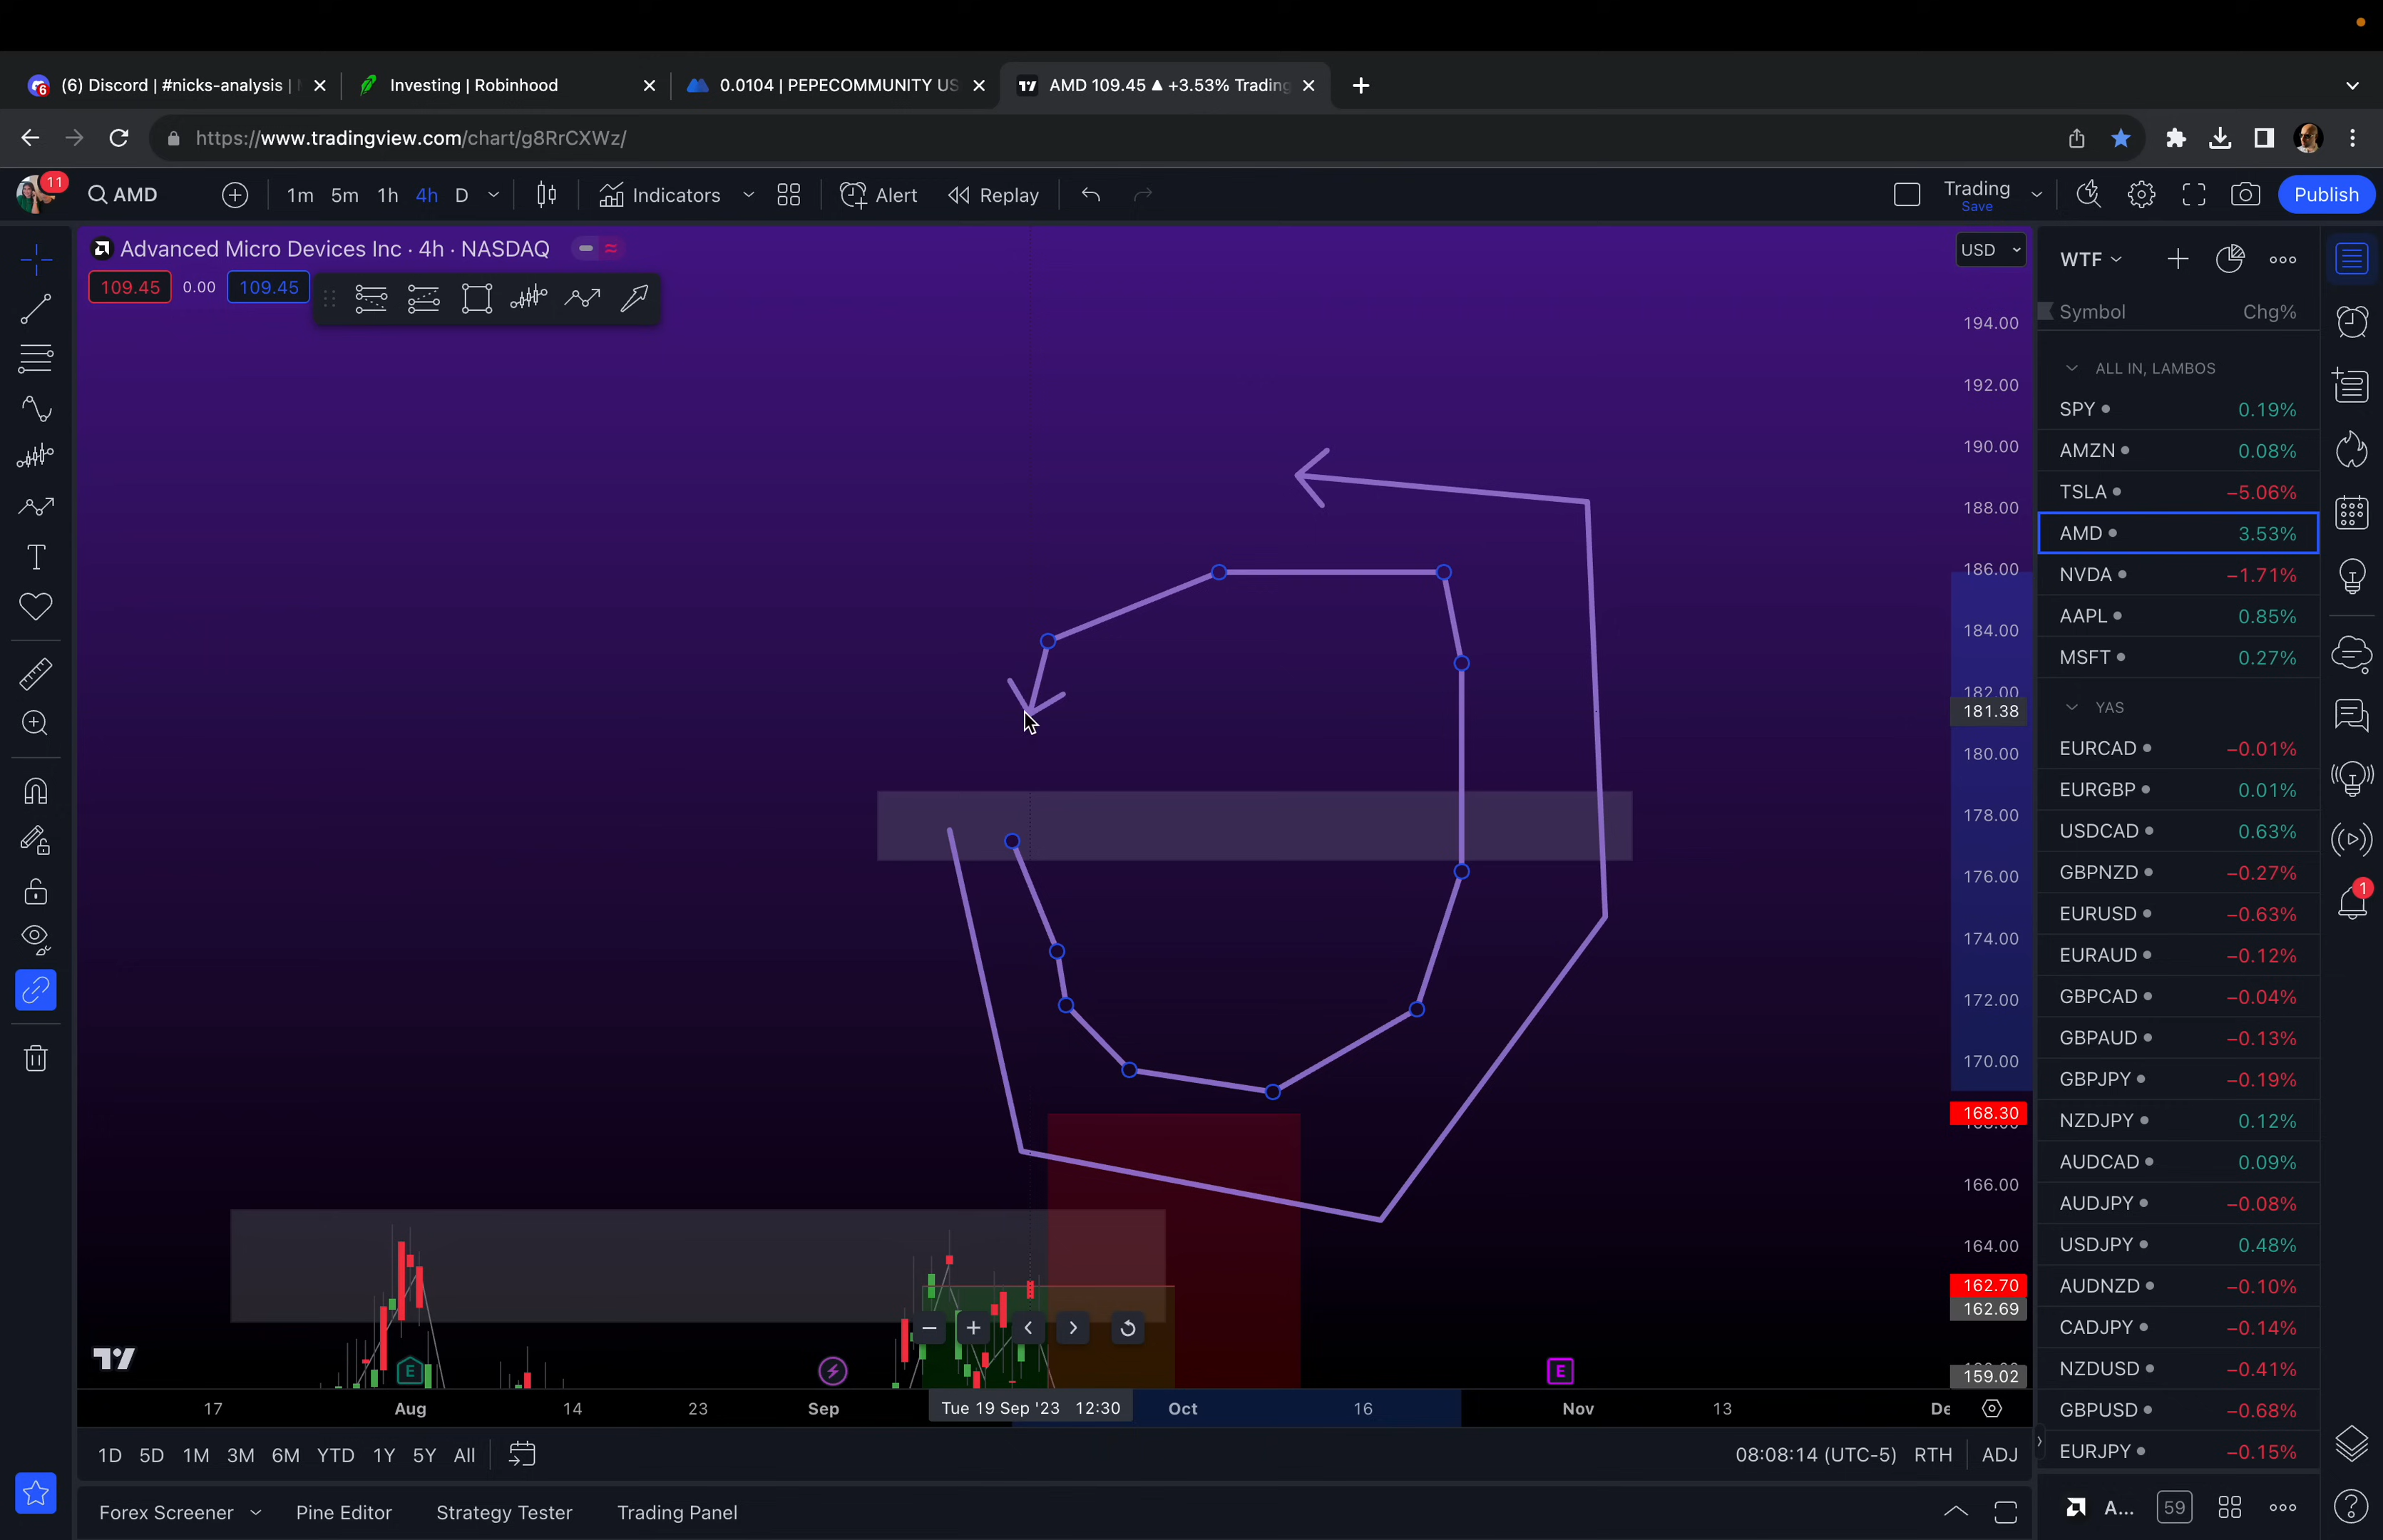 (6) Discord | #nicks-analysis |
Investing | Robinhood
0.0104 | PEPECOMMUNITY US
AMD 109.45 ▲ +3.53% Trading
https://www.tradingview.com/chart/g8RrCXWz/
11
AMD
1m 5m 1h 4h D
Indicators
Alert
Replay
Trading
Save
Publish
Advanced Micro Devices Inc · 4h · NASDAQ
109.45 0.00 109.45
USD
194.00
192.00
190.00
188.00
186.00
184.00
182.00
181.38
180.00
178.00
176.00
174.00
172.00
170.00
168.30
166.00
164.00
162.70
162.69
159.02
E
E
17 Aug 14 23 Sep Tue 19 Sep '23 12:30 Oct 16 Nov 13 De
1D 5D 1M 3M 6M YTD 1Y 5Y All
08:08:14 (UTC-5) RTH ADJ
Forex Screener Pine Editor Strategy Tester Trading Panel
WTF
Symbol Chg%
ALL IN, LAMBOS
SPY 0.19%
AMZN 0.08%
TSLA −5.06%
AMD 3.53%
NVDA −1.71%
AAPL 0.85%
MSFT 0.27%
YAS
EURCAD −0.01%
EURGBP 0.01%
USDCAD 0.63%
GBPNZD −0.27%
EURUSD −0.63%
EURAUD −0.12%
GBPCAD −0.04%
GBPAUD −0.13%
GBPJPY −0.19%
NZDJPY 0.12%
AUDCAD 0.09%
AUDJPY −0.08%
USDJPY 0.48%
AUDNZD −0.10%
CADJPY −0.14%
NZDUSD −0.41%
GBPUSD −0.68%
EURJPY −0.15%
A... 59
1